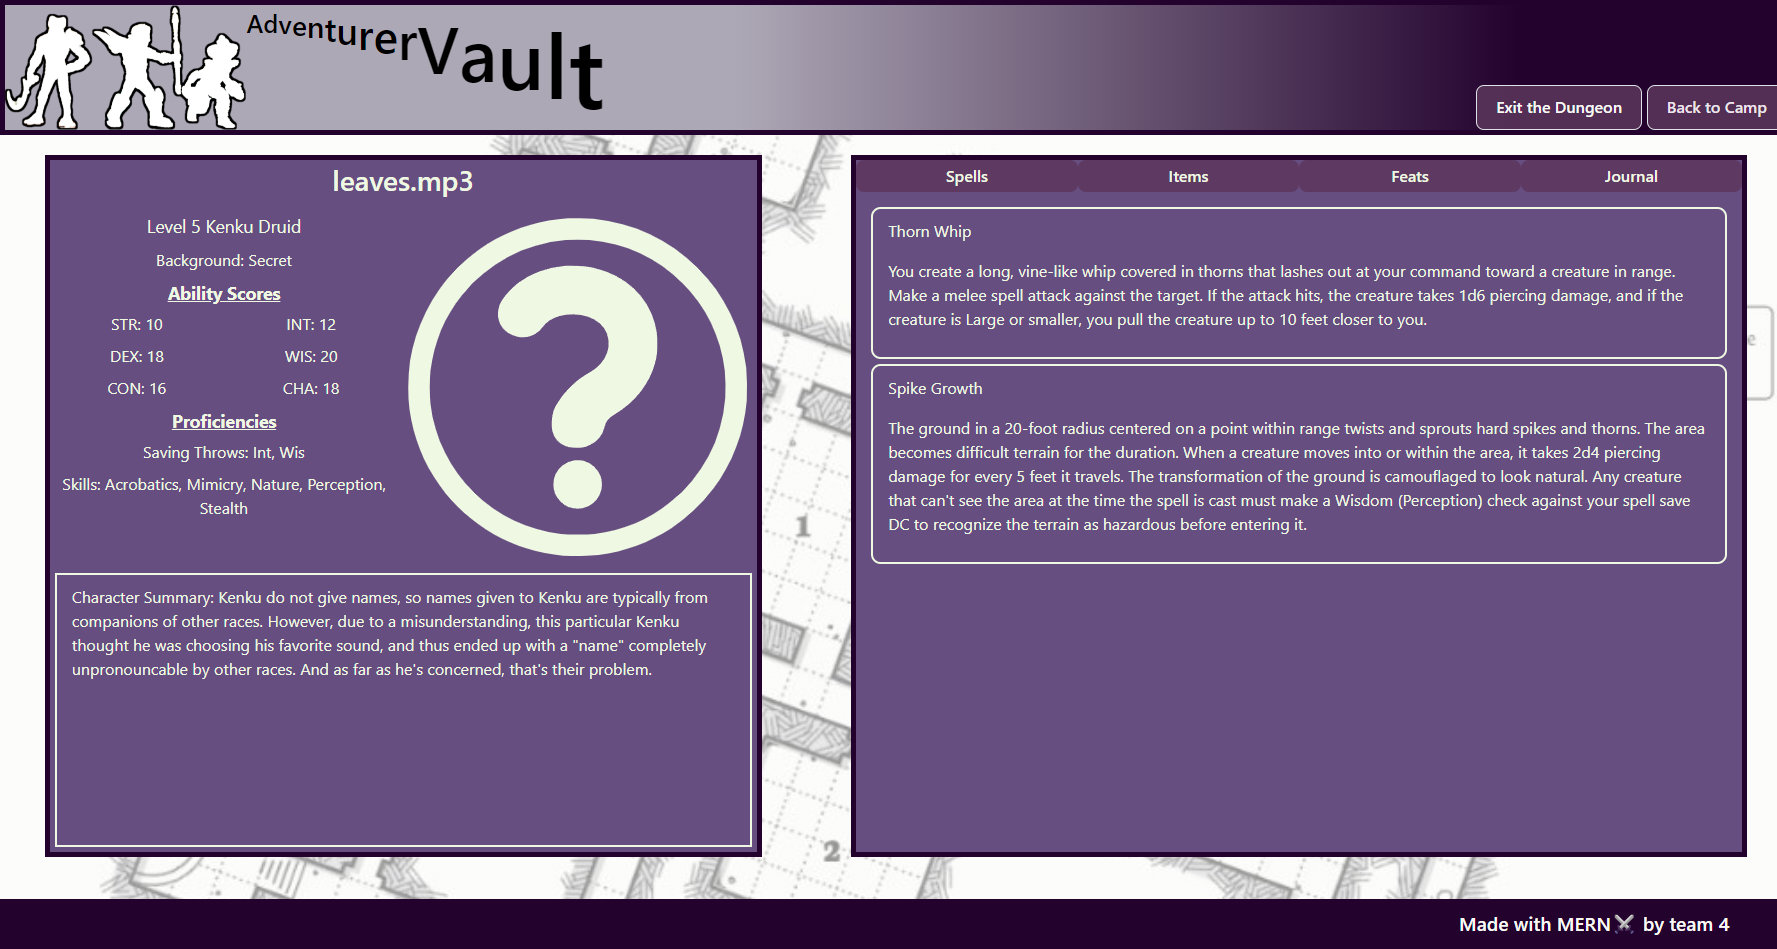 AdventurerVault
Exit the Dungeon
Back to Camp
leaves.mp3
Level 5 Kenku Druid
Background: Secret
Ability Scores
STR: 10
INT: 12
DEX: 18
WIS: 20
CON: 16
CHA: 18
Proficiencies
Saving Throws: Int, Wis
Skills: Acrobatics, Mimicry, Nature, Perception,
Stealth
?
Character Summary: Kenku do not give names, so names given to Kenku are typically from
companions of other races. However, due to a misunderstanding, this particular Kenku
thought he was choosing his favorite sound, and thus ended up with a "name" completely
unpronouncable by other races. And as far as he's concerned, that's their problem.
Spells
Items
Feats
Journal
Thorn Whip
You create a long, vine-like whip covered in thorns that lashes out at your command toward a creature in range.
Make a melee spell attack against the target. If the attack hits, the creature takes 1d6 piercing damage, and if the
creature is Large or smaller, you pull the creature up to 10 feet closer to you.
Spike Growth
The ground in a 20-foot radius centered on a point within range twists and sprouts hard spikes and thorns. The area
becomes difficult terrain for the duration. When a creature moves into or within the area, it takes 2d4 piercing
damage for every 5 feet it travels. The transformation of the ground is camouflaged to look natural. Any creature
that can't see the area at the time the spell is cast must make a Wisdom (Perception) check against your spell save
DC to recognize the terrain as hazardous before entering it.
1
2
e
Made with MERN⚔ by team 4